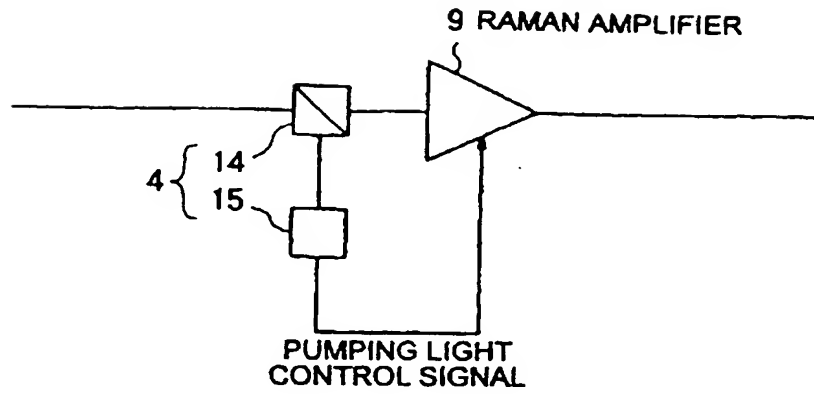 9 RAMAN AMPLIFIER
14
4
15
PUMPING LIGHT
CONTROL SIGNAL